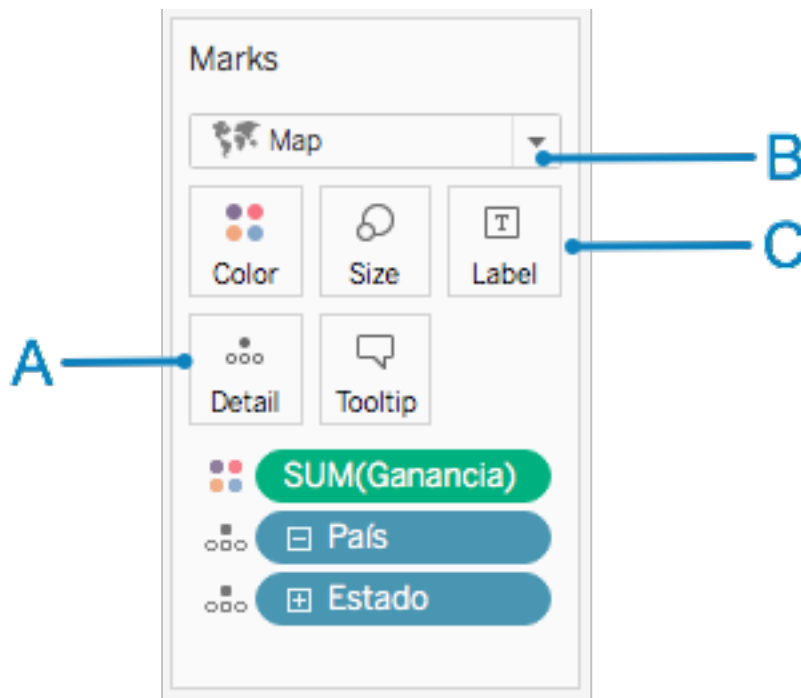 Marks
Map
B
Color Size Label
C
A
Detail Tooltip
SUM(Ganancia)
País
Estado